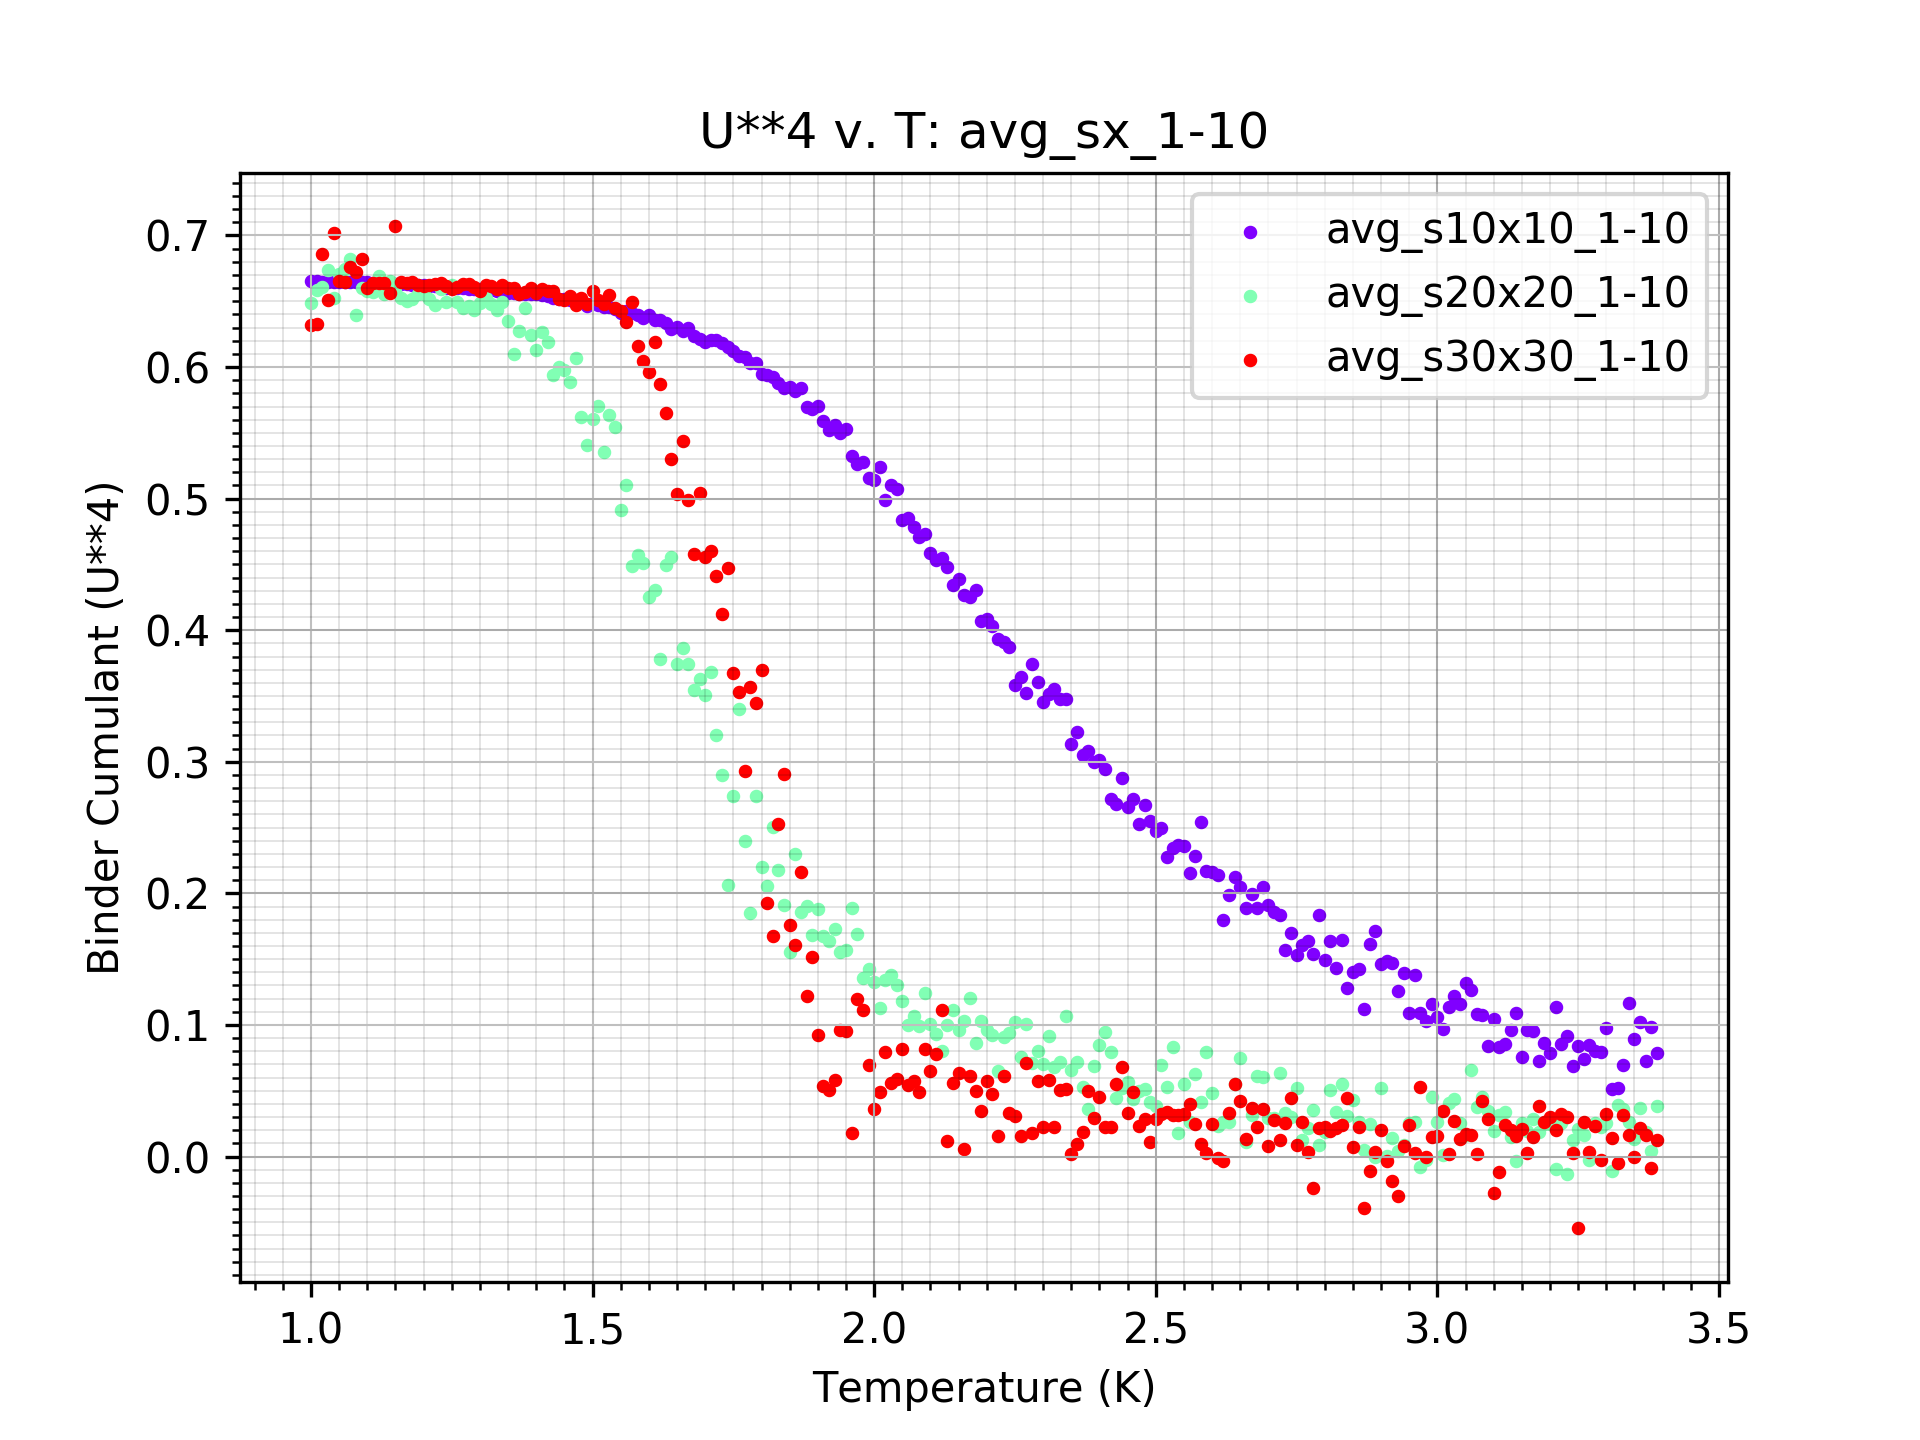 U**4 v. T: avg_sx_1-10
avg_s10x10_1-10
avg_s20x20_1-10
avg_s30x30_1-10
Binder Cumulant (U**4)
0.7
0.6
0.5
0.4
0.3
0.2
0.1
0.0
1.0 1.5 2.0 2.5 3.0 3.5
Temperature (K)